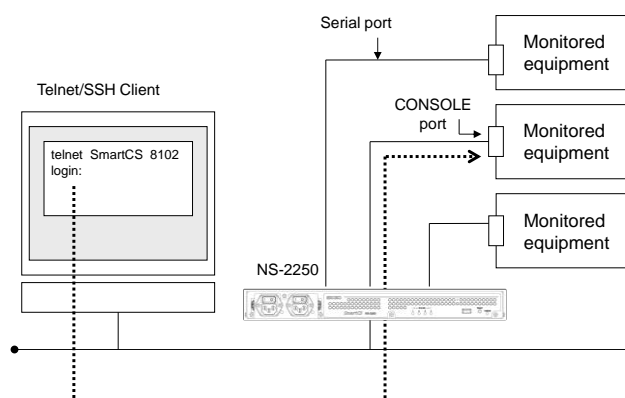 Serial port
Monitored
equipment
Telnet/SSH Client
CONSOLE
port
Monitored
equipment
telnet SmartCS 8102
login:
Monitored
equipment
NS-2250
SmartCS